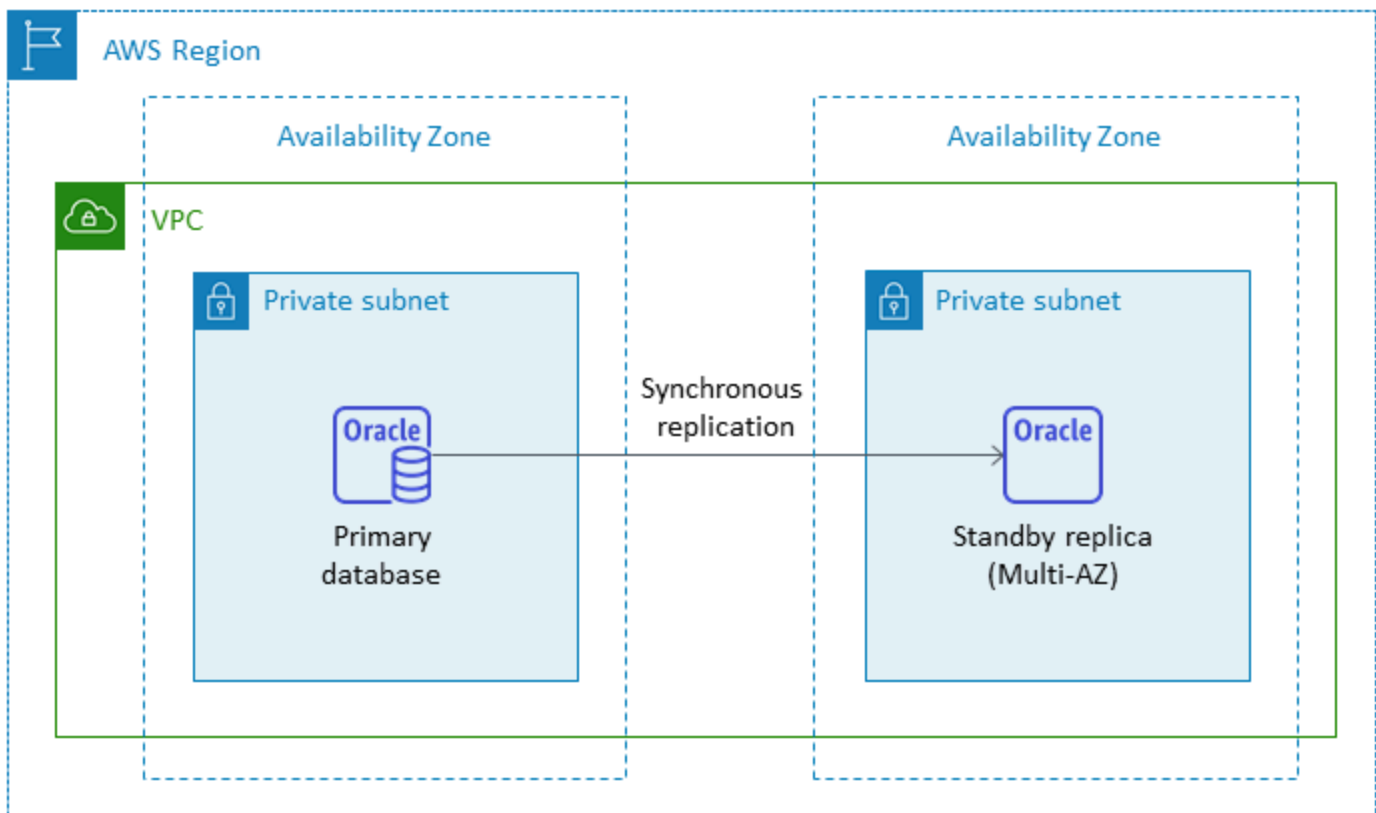 AWS Region
Availability Zone
Availability Zone
VPC
Private subnet
Private subnet
Synchronous
replication
Oracle
Oracle
Primary
database
Standby replica
(Multi-AZ)